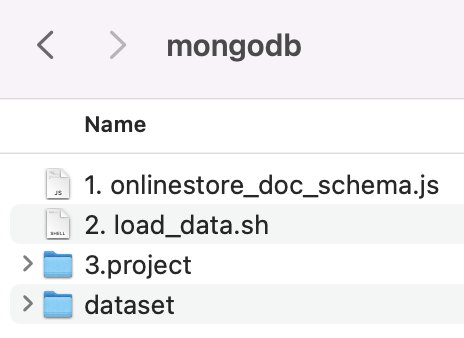 mongodb
Name
JS
1. onlinestore_doc_schema.js
SHELL
2. load_data.sh
3.project
dataset